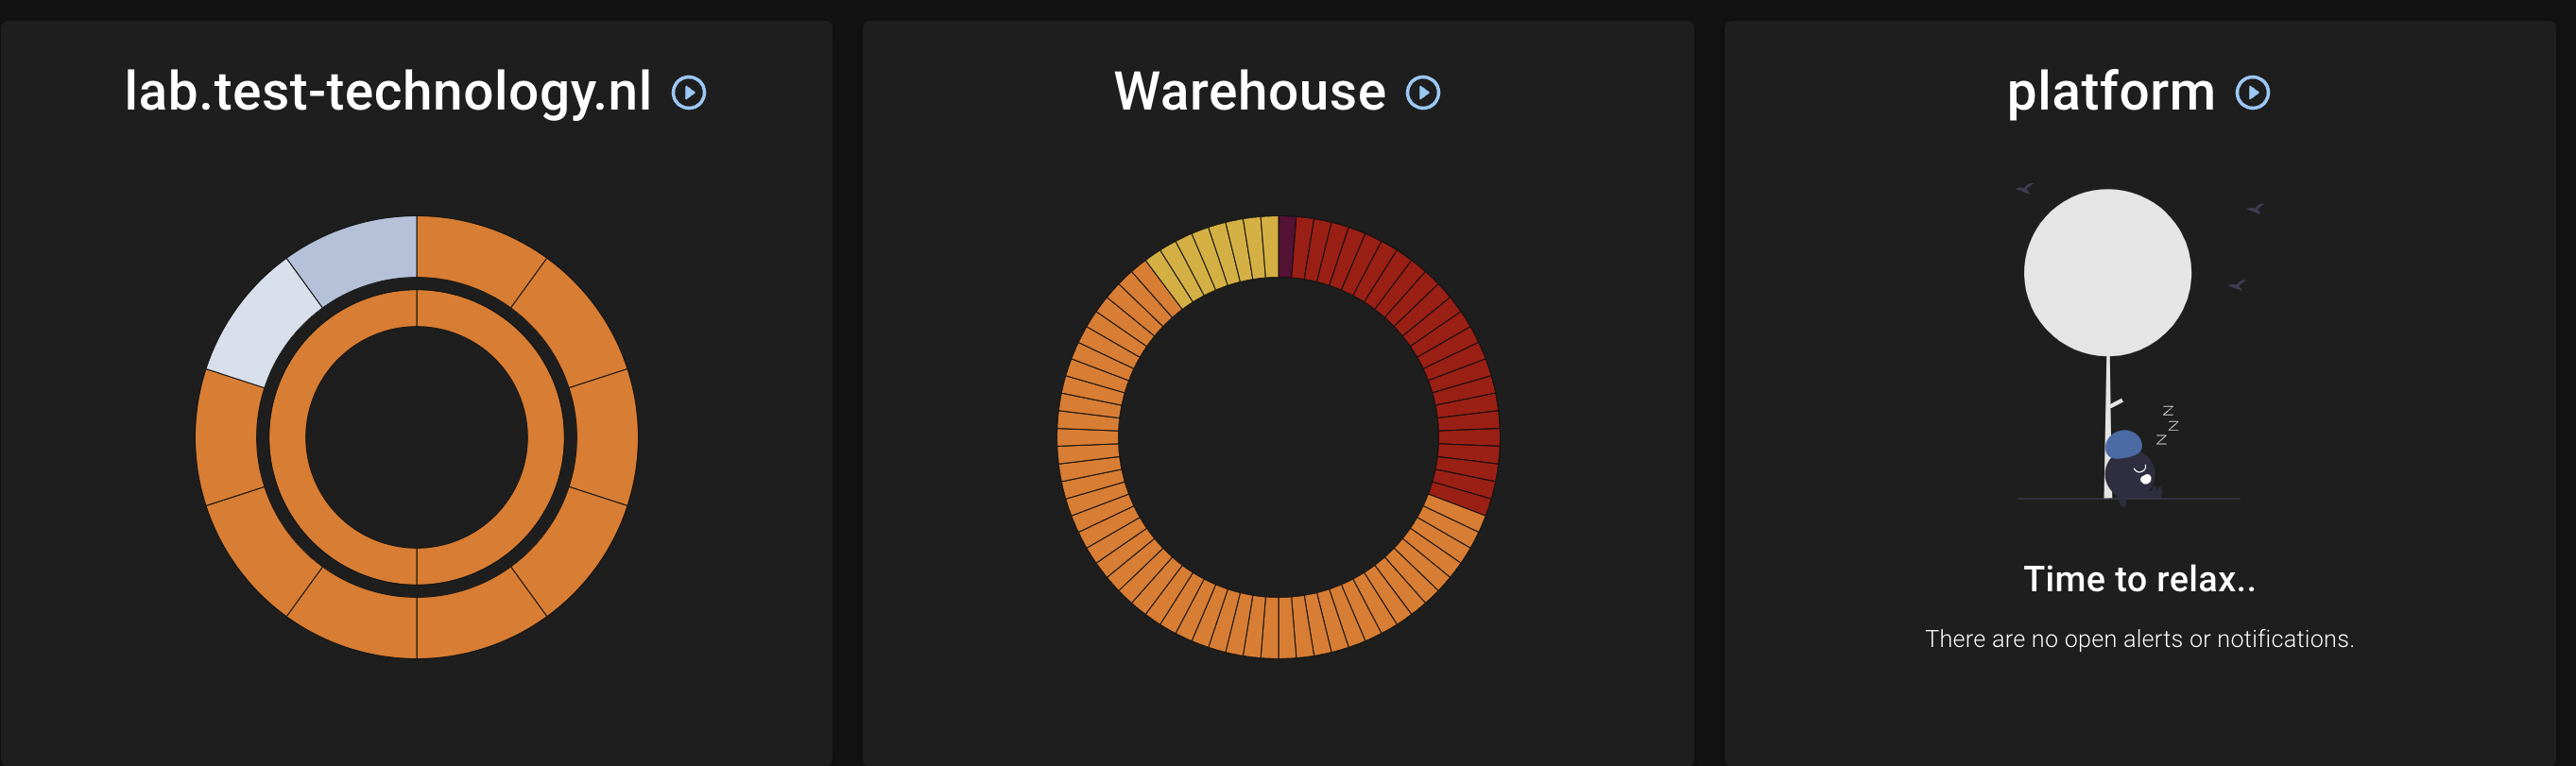 lab.test-technology.nl
Warehouse
platform
z
z
z
Time to relax..
There are no open alerts or notifications.